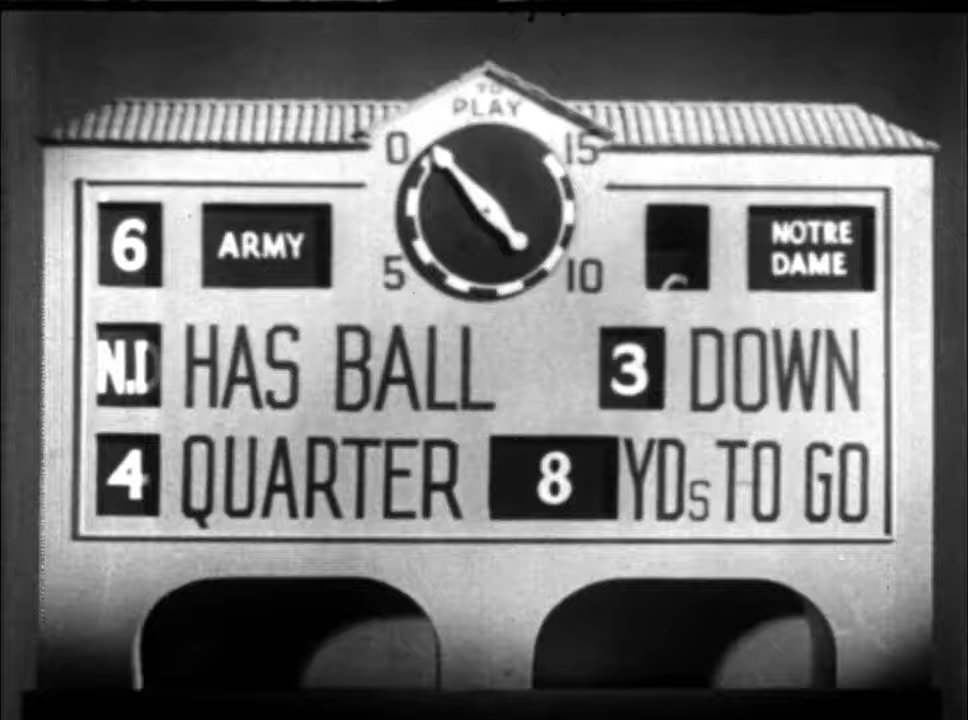 TO
PLAY
0 15
6 ARMY NOTRE DAME
5 10
N.D HAS BALL 3 DOWN
4 QUARTER 8 YDS TO GO